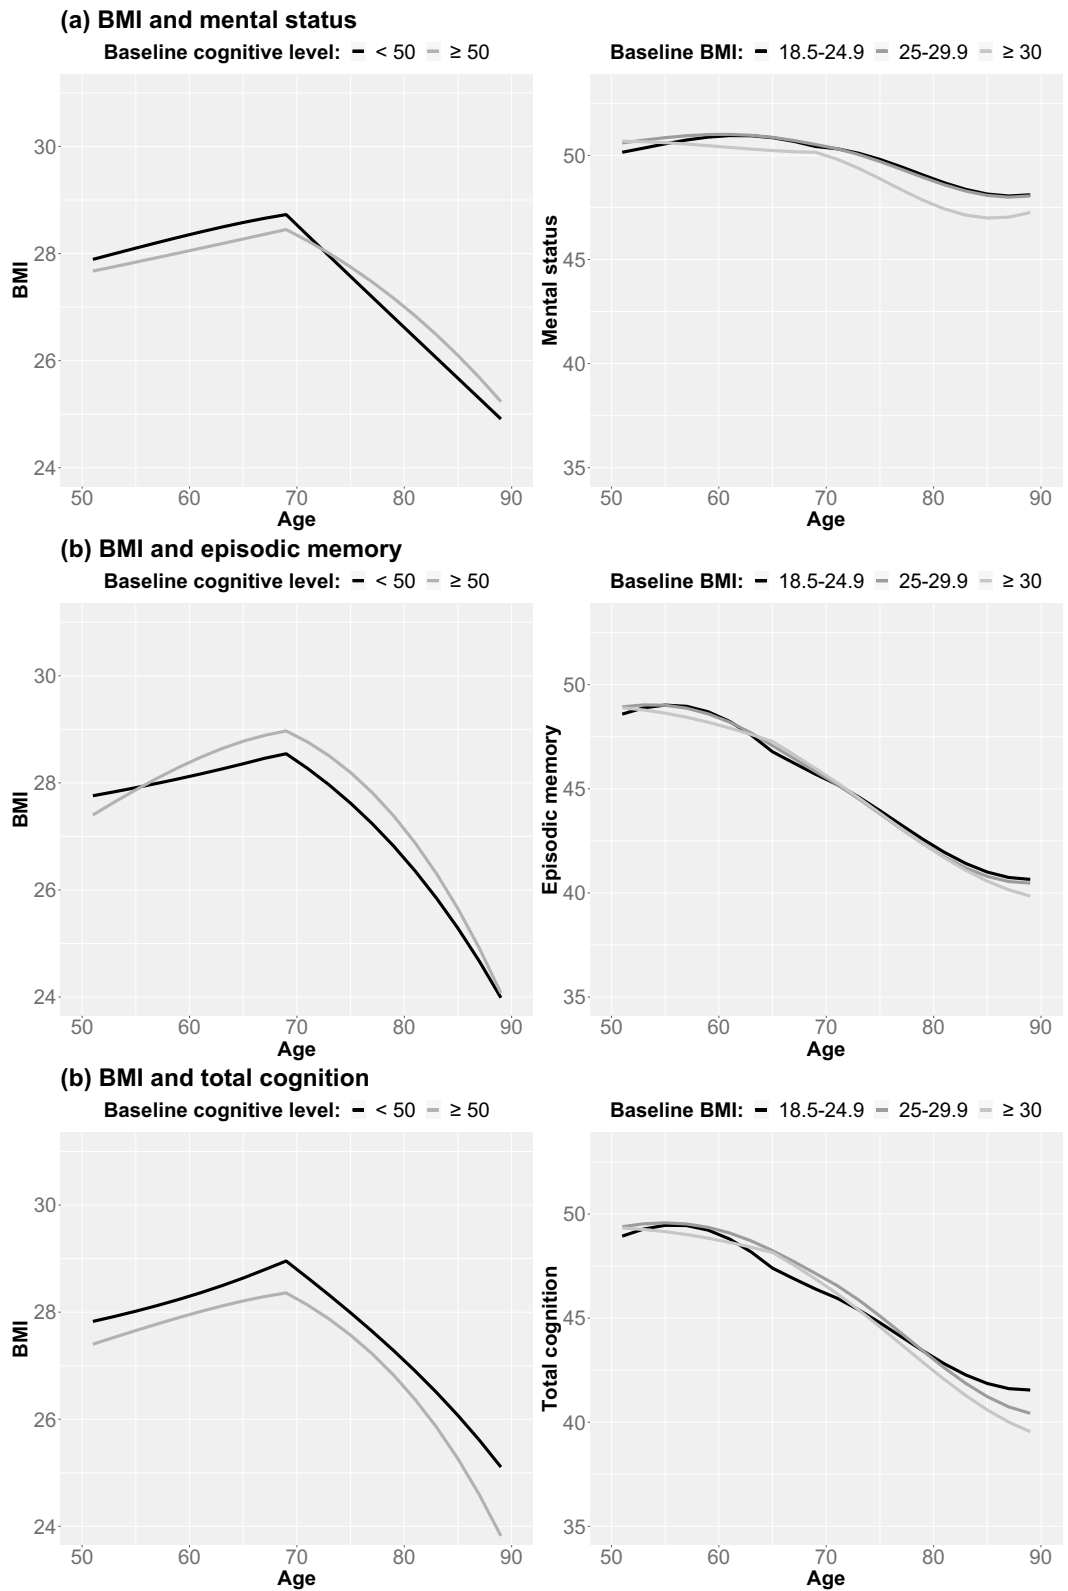 (a) BMI and mental status
Baseline cognitive level: < 50 ≥ 50
BMI
30
28
26
24
50 60 70 80 90
Age
Baseline BMI: 18.5-24.9 25-29.9 ≥ 30
Mental status
50
45
40
35
50 60 70 80 90
Age
(b) BMI and episodic memory
Baseline cognitive level: < 50 ≥ 50
BMI
30
28
26
24
50 60 70 80 90
Age
Baseline BMI: 18.5-24.9 25-29.9 ≥ 30
Episodic memory
50
45
40
35
50 60 70 80 90
Age
(b) BMI and total cognition
Baseline cognitive level: < 50 ≥ 50
BMI
30
28
26
24
50 60 70 80 90
Age
Baseline BMI: 18.5-24.9 25-29.9 ≥ 30
Total cognition
50
45
40
35
50 60 70 80 90
Age